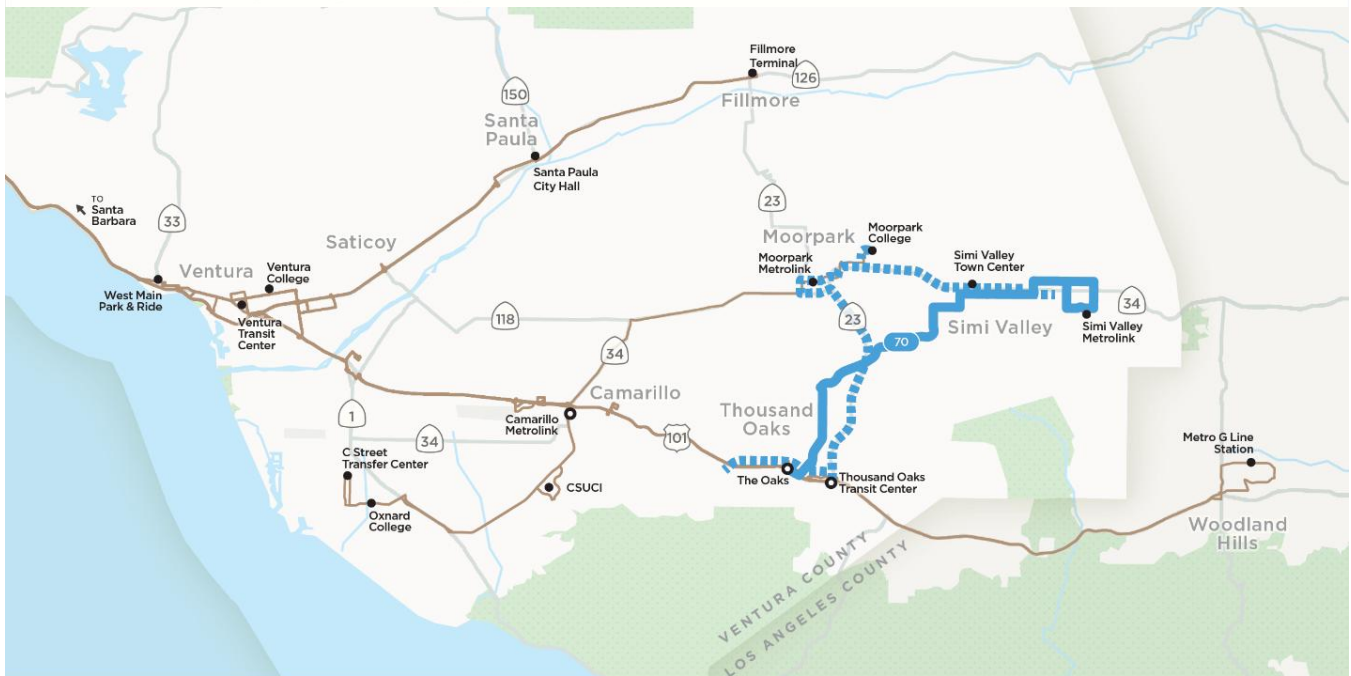 Fillmore
Terminal
126
Fillmore
150
Santa
Paula
Santa Paula
City Hall
TO
Santa
Barbara
33
23
Saticoy
Moorpark
Moorpark
College
Moorpark
Metrolink
Simi Valley
Town Center
Ventura
Ventura
College
West Main
Park & Ride
Ventura
Transit
Center
118
23
34
Simi Valley
Simi Valley
Metrolink
70
34
Camarillo
1
Camarillo
Metrolink
Thousand
Oaks
34
101
C Street
Transfer Center
Metro G Line
Station
The Oaks
Thousand Oaks
Transit Center
CSUCI
Oxnard
College
Woodland
Hills
VENTURA COUNTY
LOS ANGELES COUNTY